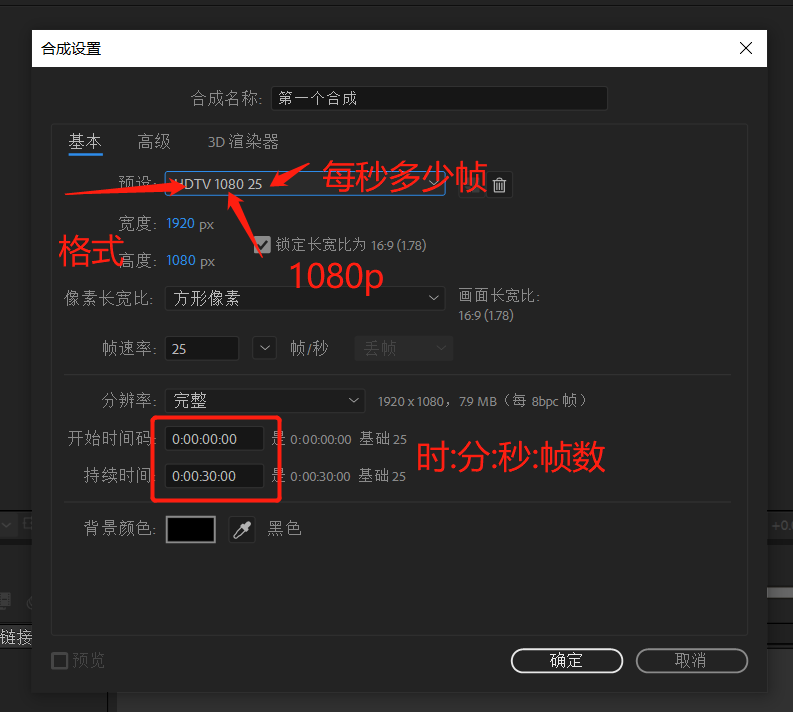 合成设置
合成名称: 第一个合成
基本 高级 3D 渲染器
预设: HDTV 1080 25 每秒多少帧
宽度: 1920 px
锁定长宽比为 16:9 (1.78)
格式
高度: 1080 px
1080p
像素长宽比: 方形像素 画面长宽比:
16:9 (1.78)
帧速率: 25 帧/秒 丢帧
分辨率: 完整 1920 x 1080，7.9 MB（每 8bpc 帧）
开始时间码: 0:00:00:00 是 0:00:00:00 基础 25
时:分:秒:帧数
持续时间: 0:00:30:00 是 0:00:30:00 基础 25
背景颜色: 黑色
+0.
链接
预览 确定 取消